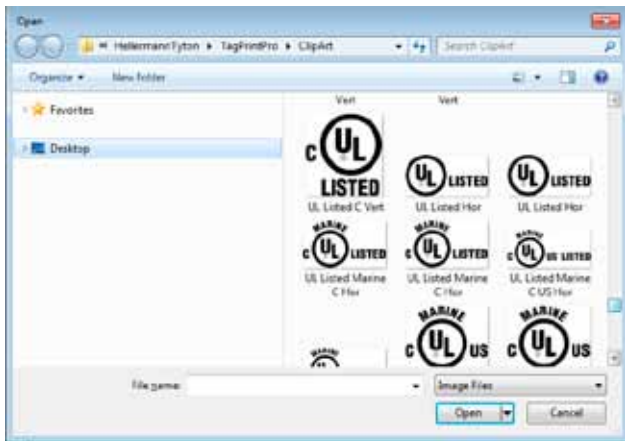 Open
HellermannTyton ▸ TagPrintPro ▸ ClipArt
Search ClipArt
Organize
New folder
Favorites
Desktop
Vert
Vert
c UL LISTED
UL LISTED
UL LISTED
UL Listed C Vert
UL Listed Hor
UL Listed Hor
MARINE c UL LISTED
MARINE c UL LISTED
MARINE c UL US LISTED
UL Listed Marine
C Hor
UL Listed Marine
C Hor
UL Listed Marine
C US Hor
MARINE
MARINE c UL US
MARINE c UL US
File name:
Image Files
Open
Cancel